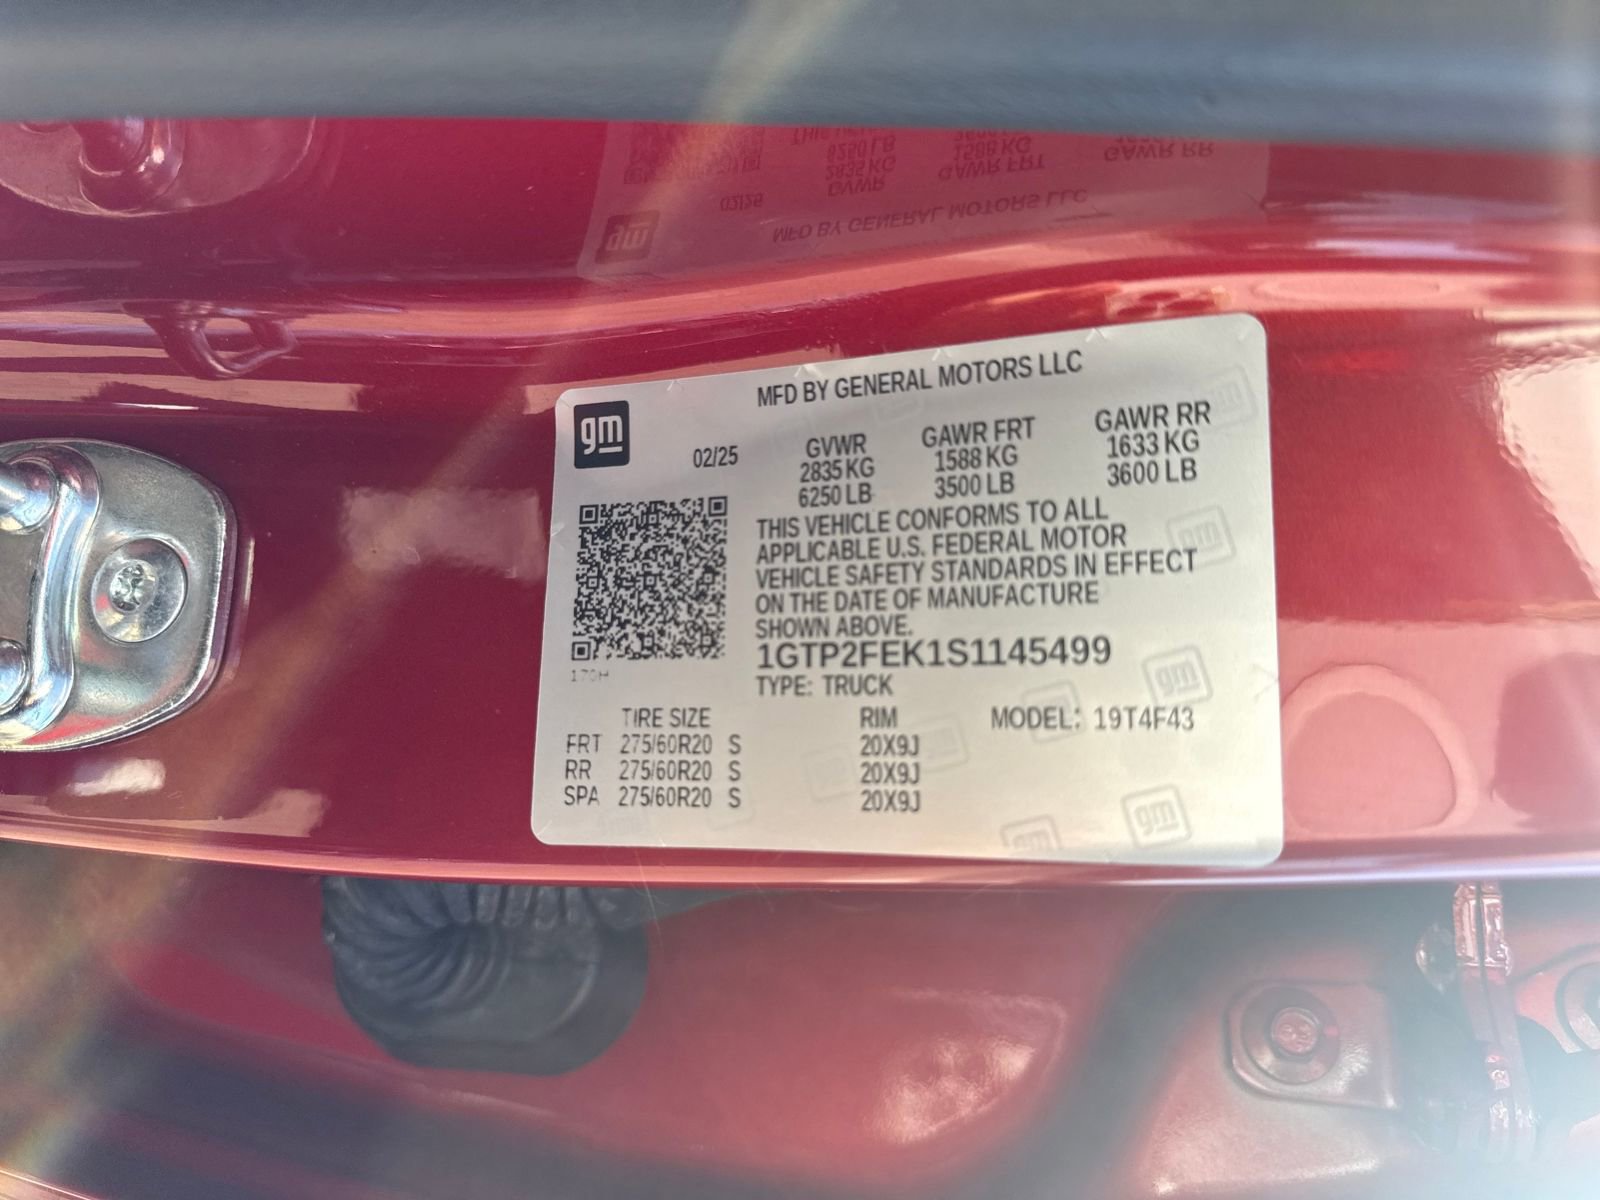 MFD BY GENERAL MOTORS LLC
gm
02/25
GVWR
2835 KG
6250 LB
GAWR FRT
1588 KG
3500 LB
GAWR RR
1633 KG
3600 LB
THIS VEHICLE CONFORMS TO ALL
APPLICABLE U.S. FEDERAL MOTOR
VEHICLE SAFETY STANDARDS IN EFFECT
ON THE DATE OF MANUFACTURE
SHOWN ABOVE.
1GTP2FEK1S1145499
TYPE: TRUCK
TIRE SIZE RIM MODEL: 19T4F43
FRT 275/60R20 S 20X9J
RR 275/60R20 S 20X9J
SPA 275/60R20 S 20X9J